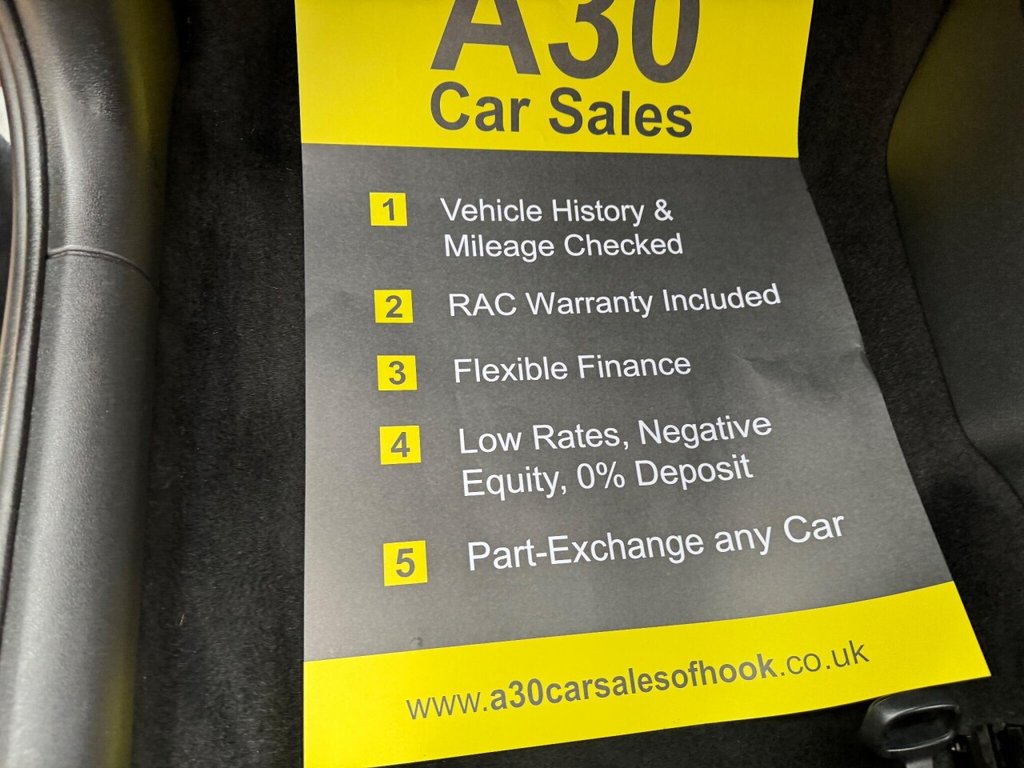 A30
Car Sales
1 Vehicle History &
Mileage Checked
2 RAC Warranty Included
3 Flexible Finance
4 Low Rates, Negative
Equity, 0% Deposit
5 Part-Exchange any Car
www.a30carsalesofhook.co.uk